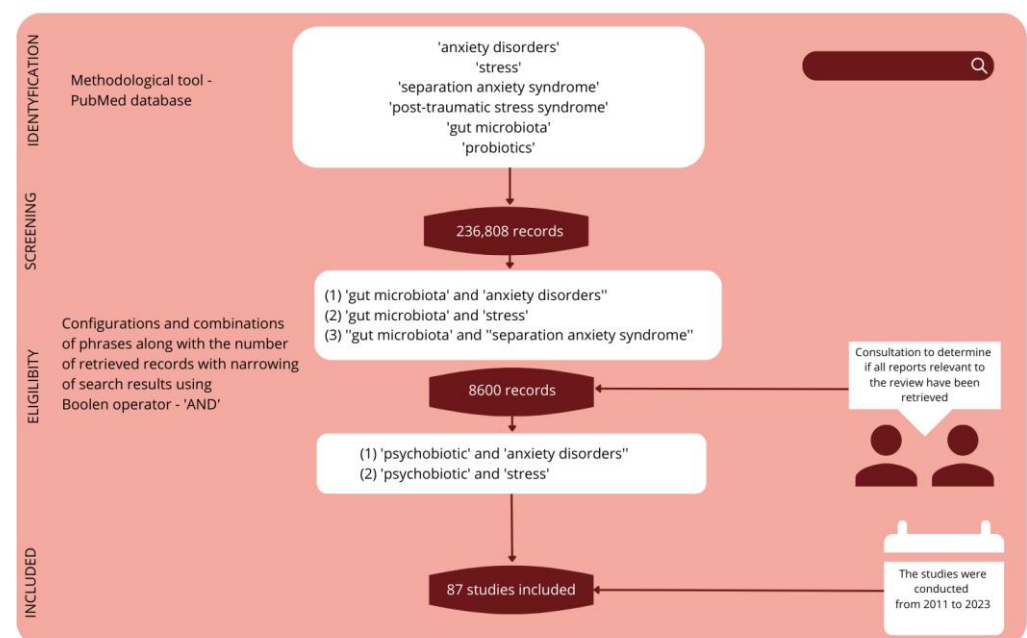 IDENTYFICATION
Methodological tool -
PubMed database
'anxiety disorders'
'stress'
'separation anxiety syndrome'
'post-traumatic stress syndrome'
'gut microbiota'
'probiotics'
SCREENING
236,808 records
ELIGILIBITY
Configurations and combinations
of phrases along with the number
of retrieved records with narrowing
of search results using
Boolen operator - 'AND'
(1) 'gut microbiota' and 'anxiety disorders''
(2) 'gut microbiota' and 'stress'
(3) ''gut microbiota' and ''separation anxiety syndrome''
8600 records
Consultation to determine
if all reports relevant to
the review have been
retrieved
(1) 'psychobiotic' and 'anxiety disorders''
(2) 'psychobiotic' and 'stress'
INCLUDED
87 studies included
The studies were
conducted
from 2011 to 2023